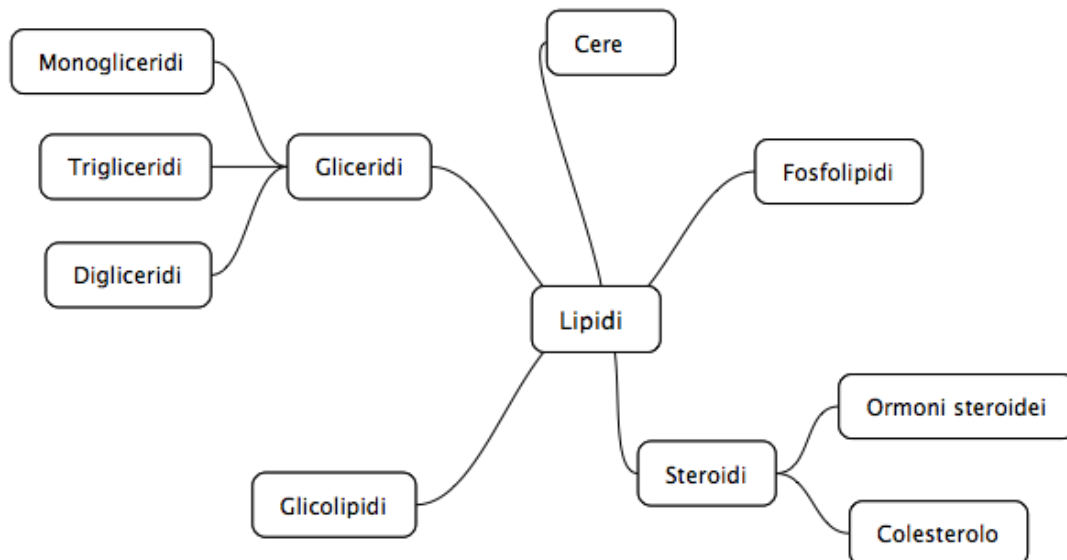 Cere
Monogliceridi
Trigliceridi
Gliceridi
Fosfolipidi
Digliceridi
Lipidi
Ormoni steroidei
Steroidi
Glicolipidi
Colesterolo